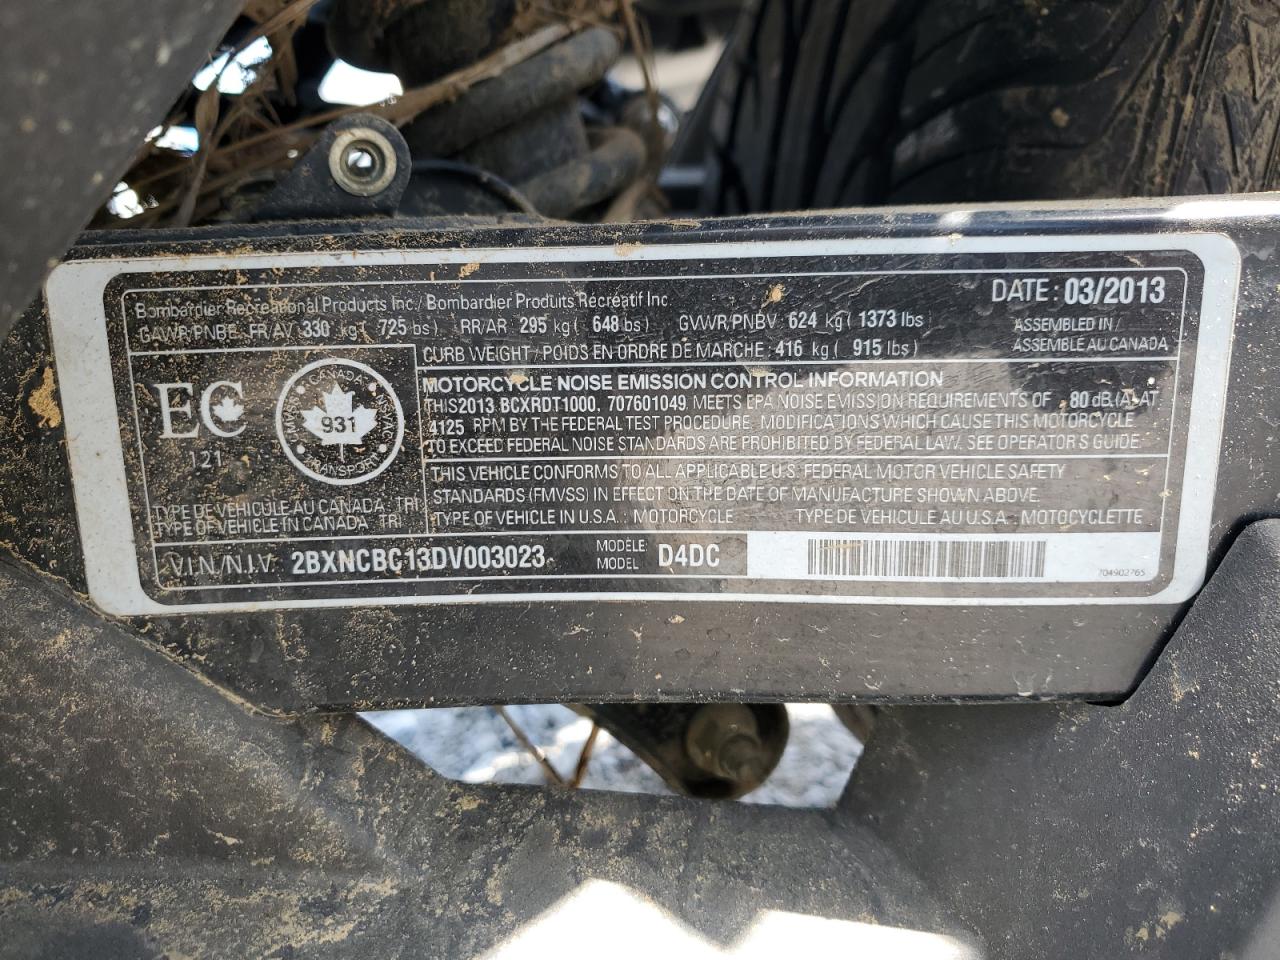 Bombardier Recreational Products Inc./ Bombardier Produits Récréatif Inc.
DATE : 03/2013
GAWR/PNBE FR/AV 330 kg ( 725 lbs) RR/AR 295 kg ( 648 lbs) GVWR/PNBV 624 kg ( 1373 lbs)
ASSEMBLED IN /
ASSEMBLE AU CANADA
CURB WEIGHT / POIDS EN ORDRE DE MARCHE : 416 kg ( 915 lbs)
EC
121
CANADA
931
TRANSPORT
MOTORCYCLE NOISE EMISSION CONTROL INFORMATION
THIS 2013 BCXRDT1000, 707601049 MEETS EPA NOISE EMISSION REQUIREMENTS OF 80 dB.(A) AT
4125 RPM BY THE FEDERAL TEST PROCEDURE. MODIFICATIONS WHICH CAUSE THIS MOTORCYCLE
TO EXCEED FEDERAL NOISE STANDARDS ARE PROHIBITED BY FEDERAL LAW. SEE OPERATOR'S GUIDE
THIS VEHICLE CONFORMS TO ALL APPLICABLE U.S. FEDERAL MOTOR VEHICLE SAFETY
STANDARDS (FMVSS) IN EFFECT ON THE DATE OF MANUFACTURE SHOWN ABOVE.
TYPE OF VEHICLE IN U.S.A. : MOTORCYCLE TYPE DE VEHICULE AU U.S.A. : MOTOCYCLETTE
TYPE DE VEHICULE AU CANADA : TRI
TYPE OF VEHICLE IN CANADA : TRI
V.I.N./N.I.V. 2BXNCBC13DV003023
MODÈLE
MODEL D4DC
704902765